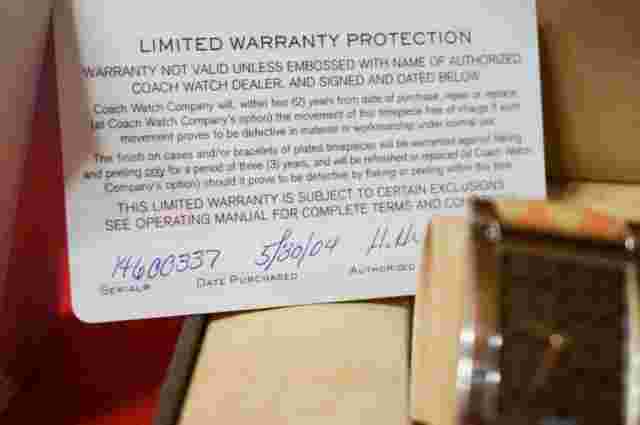 LIMITED WARRANTY PROTECTION
WARRANTY NOT VALID UNLESS EMBOSSED WITH NAME OF AUTHORIZED
COACH WATCH DEALER, AND SIGNED AND DATED BELOW
Coach Watch Company will, within two (2) years from date of purchase, repair or replace
(at Coach Watch Company's option) the movement of this timepiece free of charge if such
movement proves to be defective in material or workmanship under normal use.
The finish on cases and/or bracelets of plated timepieces will be warranted against flaking
and peeling only for a period of three (3) years, and will be refinished or replaced (at Coach Watch
Company's option) should it prove to be defective by flaking or peeling within this time
THIS LIMITED WARRANTY IS SUBJECT TO CERTAIN EXCLUSIONS
SEE OPERATING MANUAL FOR COMPLETE TERMS AND CO
14600337 5/30/04
SERIAL# DATE PURCHASED AUTHORISED